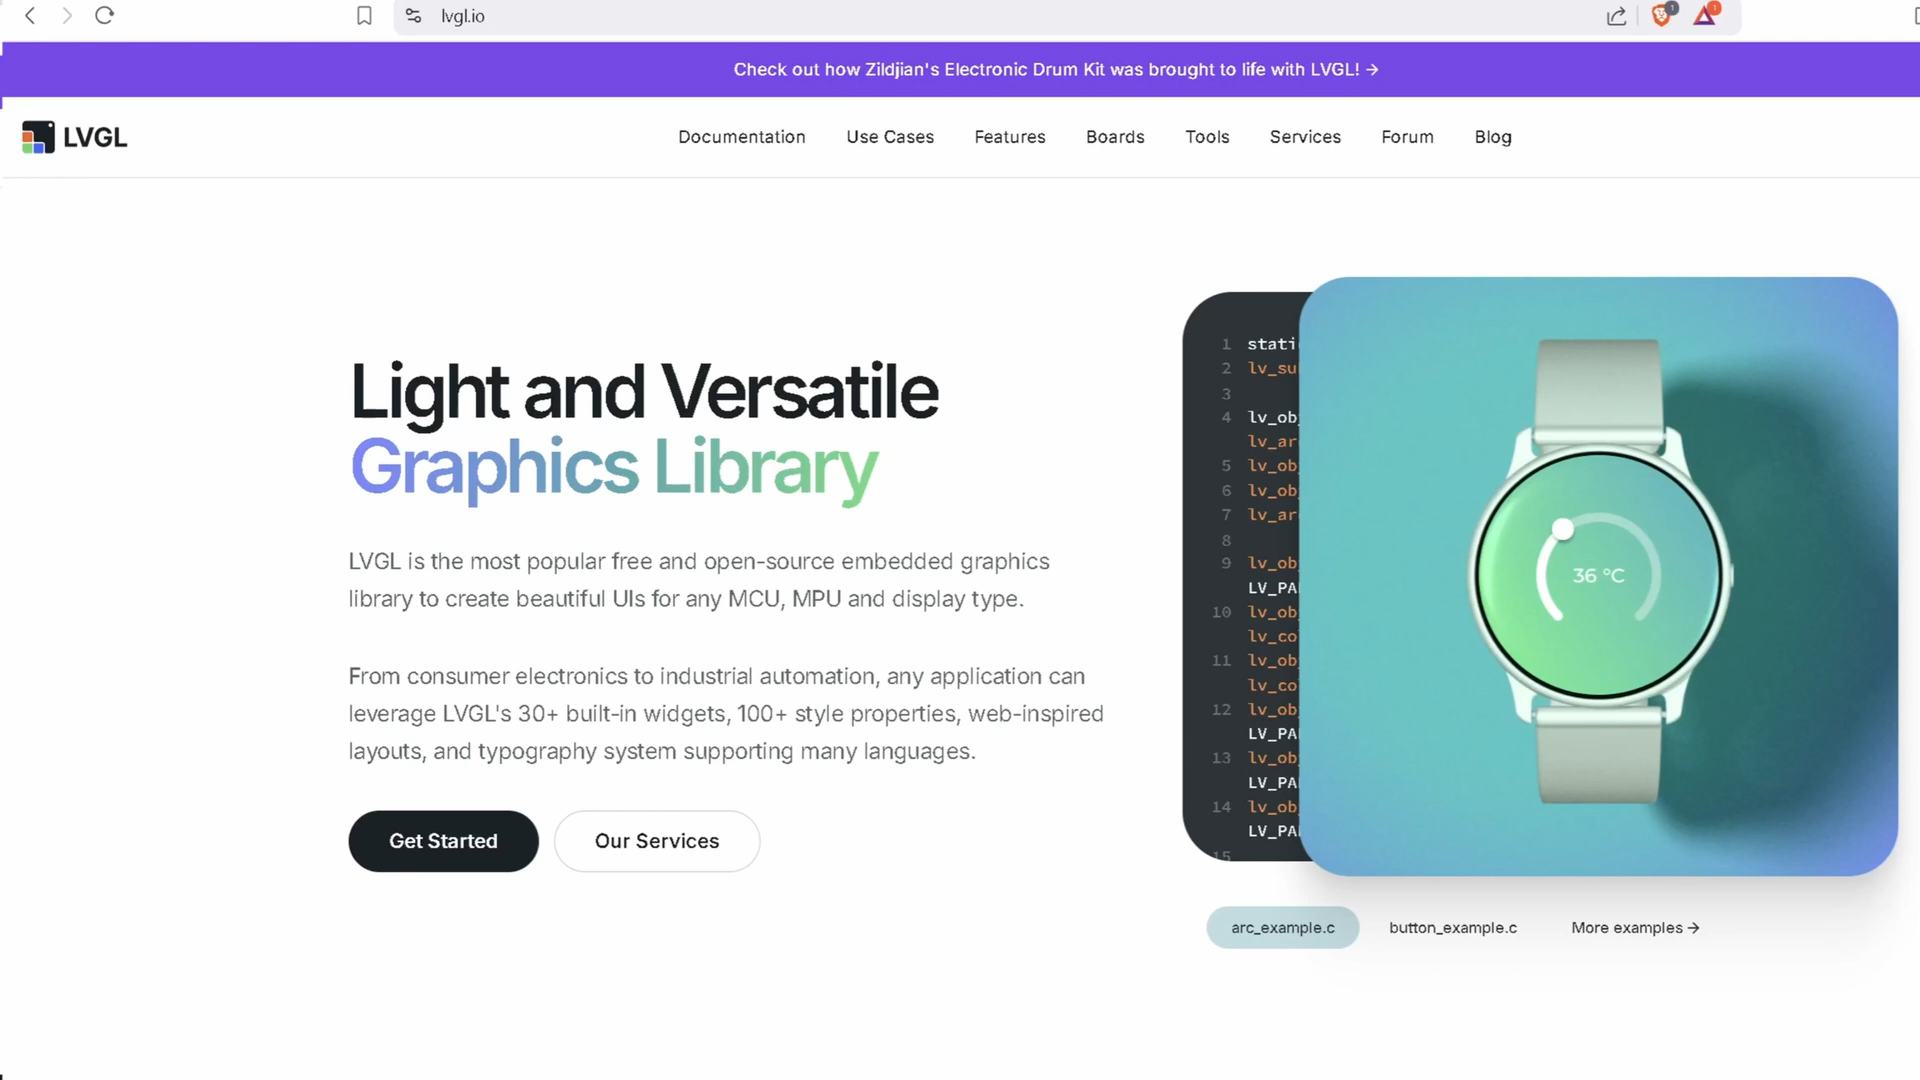 lvgl.io
1
1
Check out how Zildjian's Electronic Drum Kit was brought to life with LVGL! →
LVGL
Documentation
Use Cases
Features
Boards
Tools
Services
Forum
Blog
Light and Versatile
Graphics Library
LVGL is the most popular free and open-source embedded graphics
library to create beautiful UIs for any MCU, MPU and display type.
From consumer electronics to industrial automation, any application can
leverage LVGL's 30+ built-in widgets, 100+ style properties, web-inspired
layouts, and typography system supporting many languages.
Get Started
Our Services
1 stati
2 lv_su
3
4 lv_ob
lv_ar
5 lv_ob
6 lv_ob
7 lv_ar
8
9 lv_ob
LV_PA
10 lv_ob
lv_co
11 lv_ob
lv_co
12 lv_ob
LV_PA
13 lv_ob
LV_PA
14 lv_ob
LV_PA
15
36 °C
arc_example.c
button_example.c
More examples →